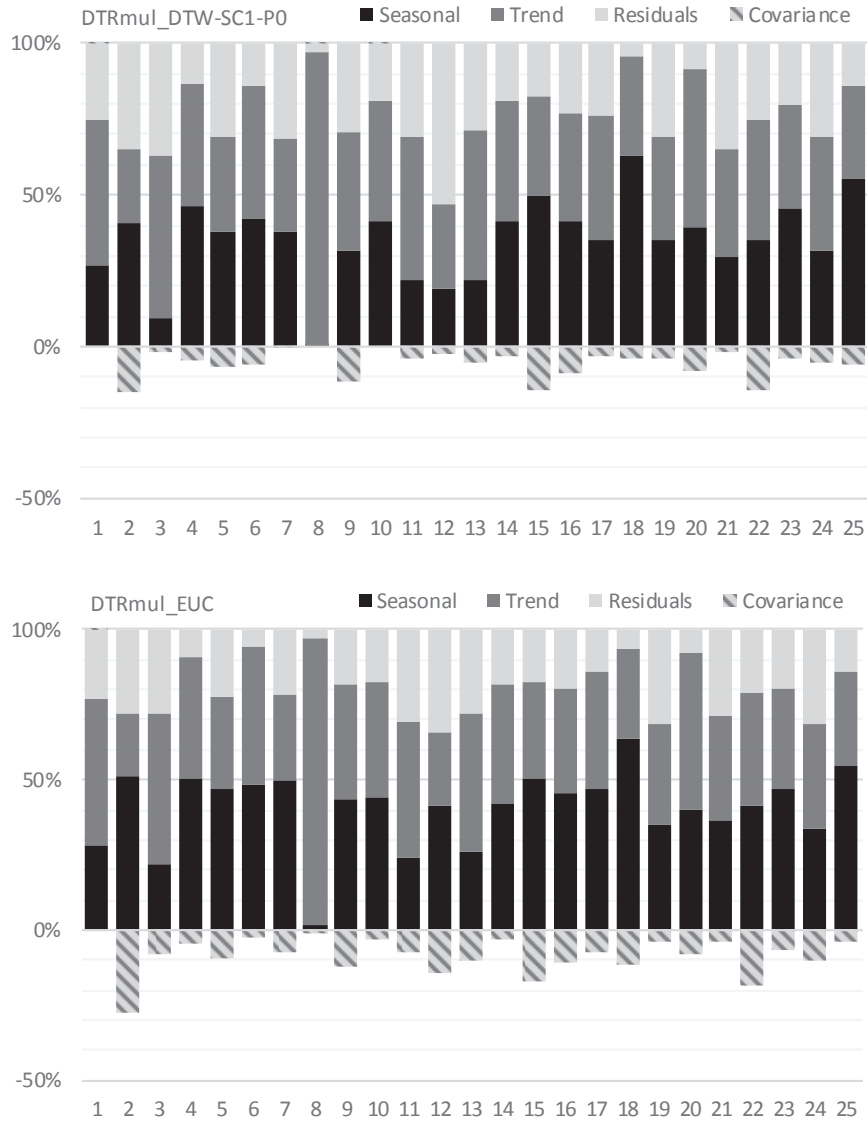 DTRmul_DTW-SC1-P0 Seasonal Trend Residuals Covariance
100%
50%
0%
-50%
1 2 3 4 5 6 7 8 9 10 11 12 13 14 15 16 17 18 19 20 21 22 23 24 25
DTRmul_EUC Seasonal Trend Residuals Covariance
100%
50%
0%
-50%
1 2 3 4 5 6 7 8 9 10 11 12 13 14 15 16 17 18 19 20 21 22 23 24 25